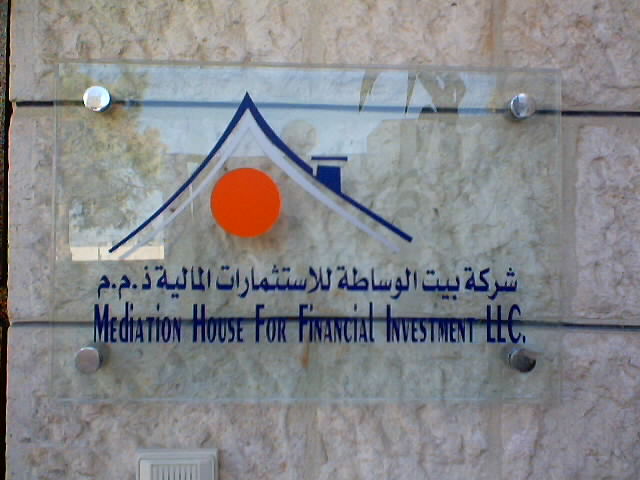 شركة بيت الوساطة للاستثمارات المالية ذ.م.م
Mediation House For Financial Investment LLC.